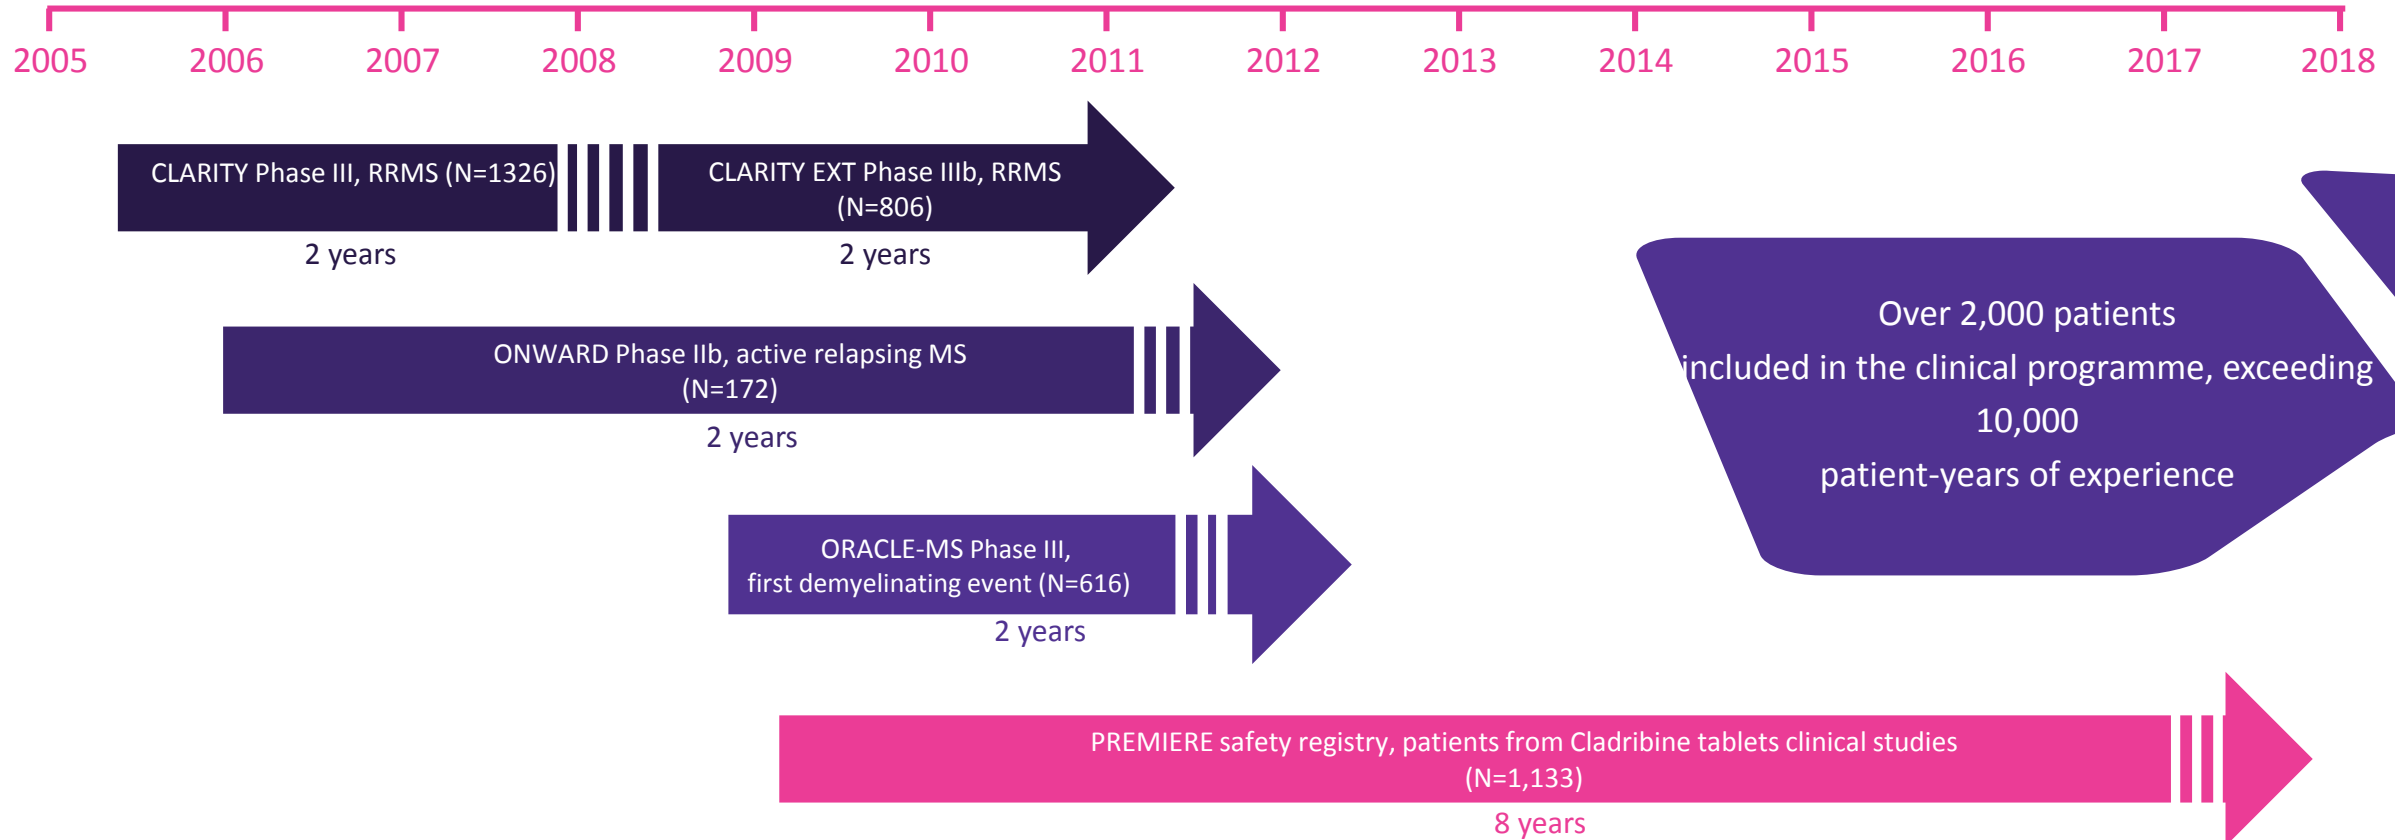 2005 2006 2007 2008 2009 2010 2011 2012 2013 2014 2015 2016 2017 2018
CLARITY Phase III, RRMS (N=1326)
2 years
CLARITY EXT Phase IIIb, RRMS
(N=806)
2 years
ONWARD Phase IIb, active relapsing MS
(N=172)
2 years
Over 2,000 patients
included in the clinical programme, exceeding
10,000
patient-years of experience
ORACLE-MS Phase III,
first demyelinating event (N=616)
2 years
PREMIERE safety registry, patients from Cladribine tablets clinical studies
(N=1,133)
8 years